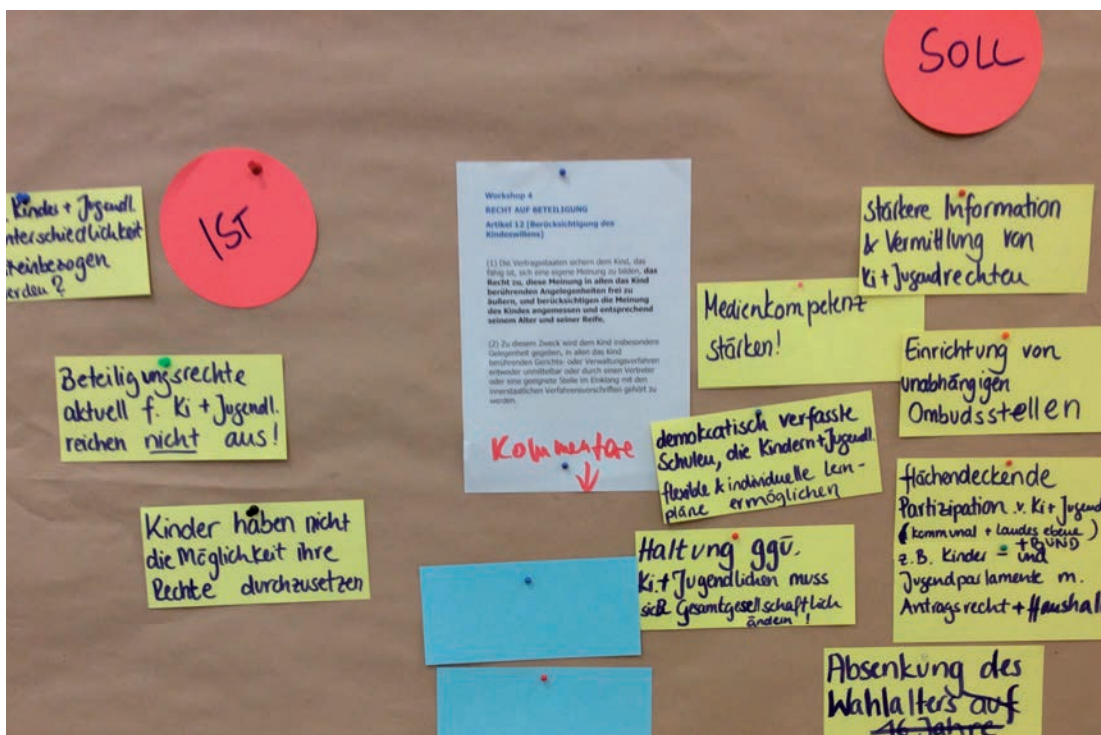 SOLL
IST
Kinder + Jugendl.
Unterschiedlichkeit
einbezogen
werden?
Beteiligungsrechte
aktuell f. Ki + Jugendl.
reichen nicht aus!
Kinder haben nicht
die Möglichkeit ihre
Rechte durchzusetzen
Workshop 4
RECHT AUF BETEILIGUNG
Artikel 12 [Berücksichtigung des
Kindeswillens]
(1) Die Vertragsstaaten sichern dem Kind, das
fähig ist, sich eine eigene Meinung zu bilden, das
Recht zu, diese Meinung in allen das Kind
berührenden Angelegenheiten frei zu
äußern, und berücksichtigen die Meinung
des Kindes angemessen und entsprechend
seinem Alter und seiner Reife.
(2) Zu diesem Zweck wird dem Kind insbesondere
Gelegenheit gegeben, in allen das Kind
berührenden Gerichts- oder Verwaltungsverfahren
entweder unmittelbar oder durch einen Vertreter
oder eine geeignete Stelle im Einklang mit den
innerstaatlichen Verfahrensvorschriften gehört zu
werden.
Kommentare
Stärkere Information
& Vermittlung von
Ki + Jugendrechten
Medienkompetenz
stärken!
Einrichtung von
unabhängigen
Ombudsstellen
demokratisch verfasste
Schulen, die Kindern + Jugendl.
flexible & individuelle Lern-
pläne ermöglichen
flächendeckende
Partizipation v. Ki + Jugend
(kommunal + landes ebene)
+ BUND
z.B. Kinder - und
Jugendparlamente m.
Antragsrecht + Haushalt
Haltung ggü.
Ki. + Jugendlichen muss
sich Gesamtgesellschaftlich
ändern!
Absenkung des
Wahlalters auf
16 Jahre